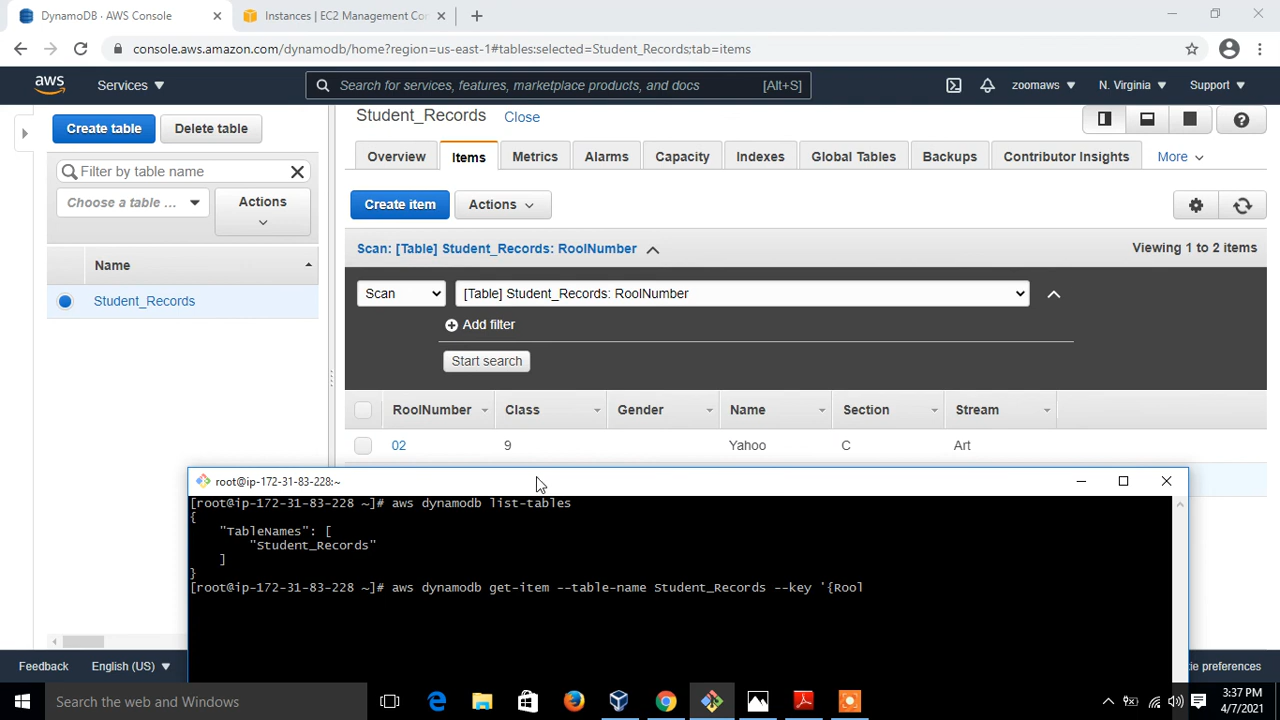 DynamoDB · AWS Console
Instances | EC2 Management Con
console.aws.amazon.com/dynamodb/home?region=us-east-1#tables:selected=Student_Records;tab=items
aws
Services
Search for services, features, marketplace products, and docs
[Alt+S]
zoomaws
N. Virginia
Support
Create table
Delete table
Student_Records
Close
Overview
Items
Metrics
Alarms
Capacity
Indexes
Global Tables
Backups
Contributor Insights
More
Filter by table name
Choose a table ...
Actions
Create item
Actions
Name
Student_Records
Scan: [Table] Student_Records: RoolNumber
Viewing 1 to 2 items
Scan
[Table] Student_Records: RoolNumber
Add filter
Start search
RoolNumber
Class
Gender
Name
Section
Stream
02
9
Yahoo
C
Art
root@ip-172-31-83-228:~
[root@ip-172-31-83-228 ~]# aws dynamodb list-tables
{
"TableNames": [
"Student_Records"
]
}
[root@ip-172-31-83-228 ~]# aws dynamodb get-item --table-name Student_Records --key '{Rool
Feedback
English (US)
kie preferences
Search the web and Windows
3:37 PM
4/7/2021